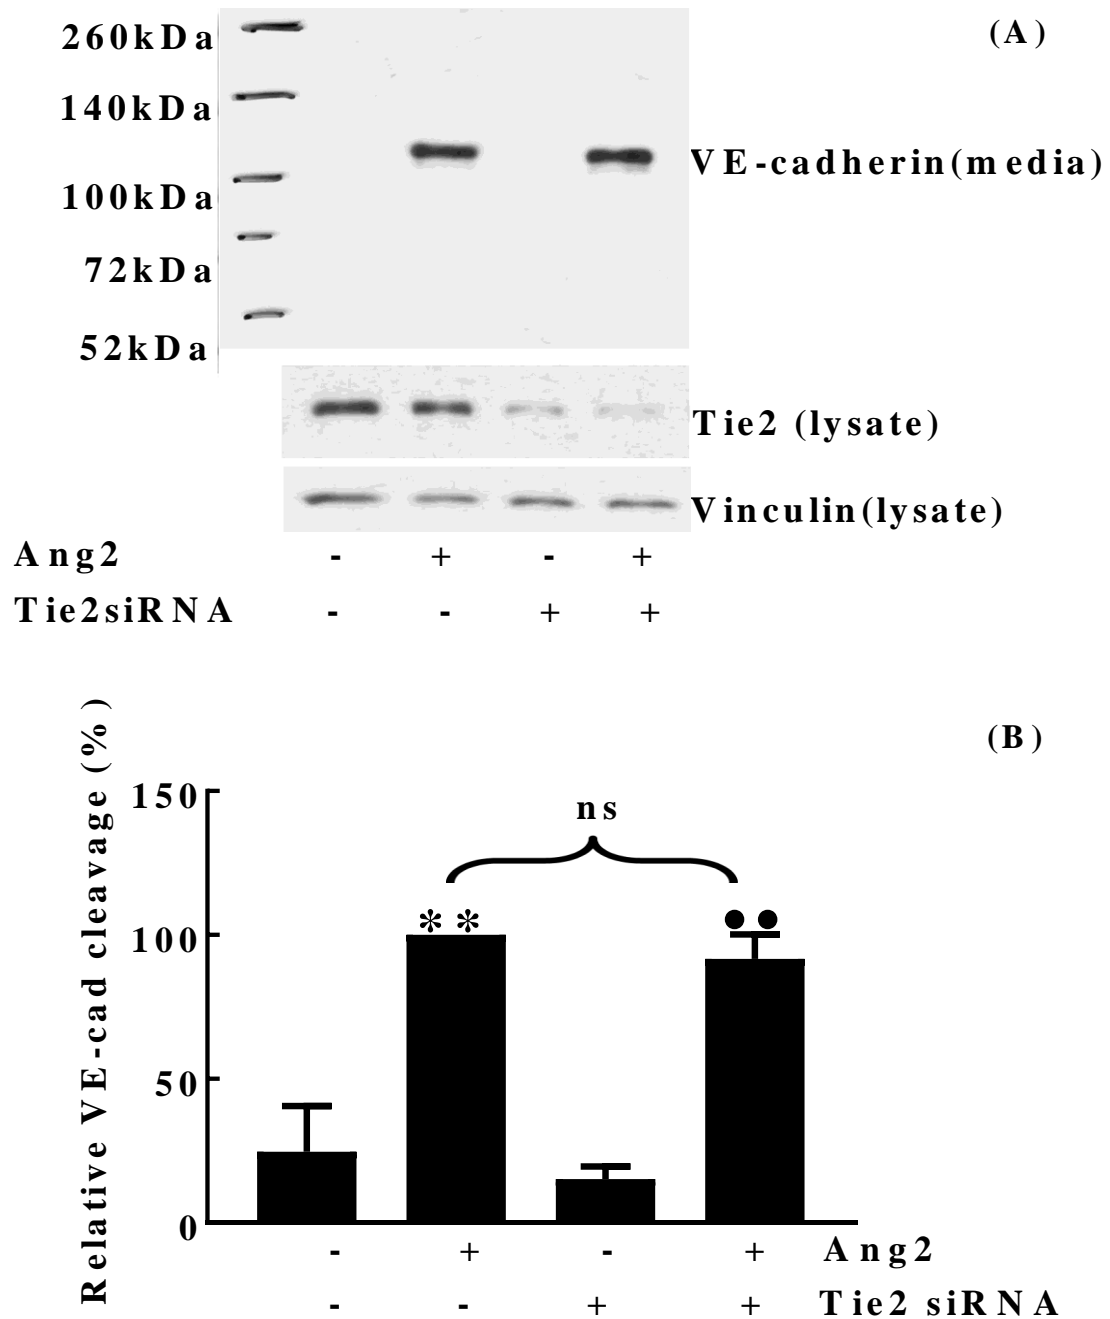 260kDa
(A)
140kDa
VE-cadherin(media)
100kDa
72kDa
52kDa
Tie2 (lysate)
Vinculin(lysate)
Ang2 - + - +
Tie2siRNA - - + +
(B)
Relative VE-cad cleavage (%)
150
ns
** ●●
100
50
0
- + - + Ang2
- - + + Tie2 siRNA